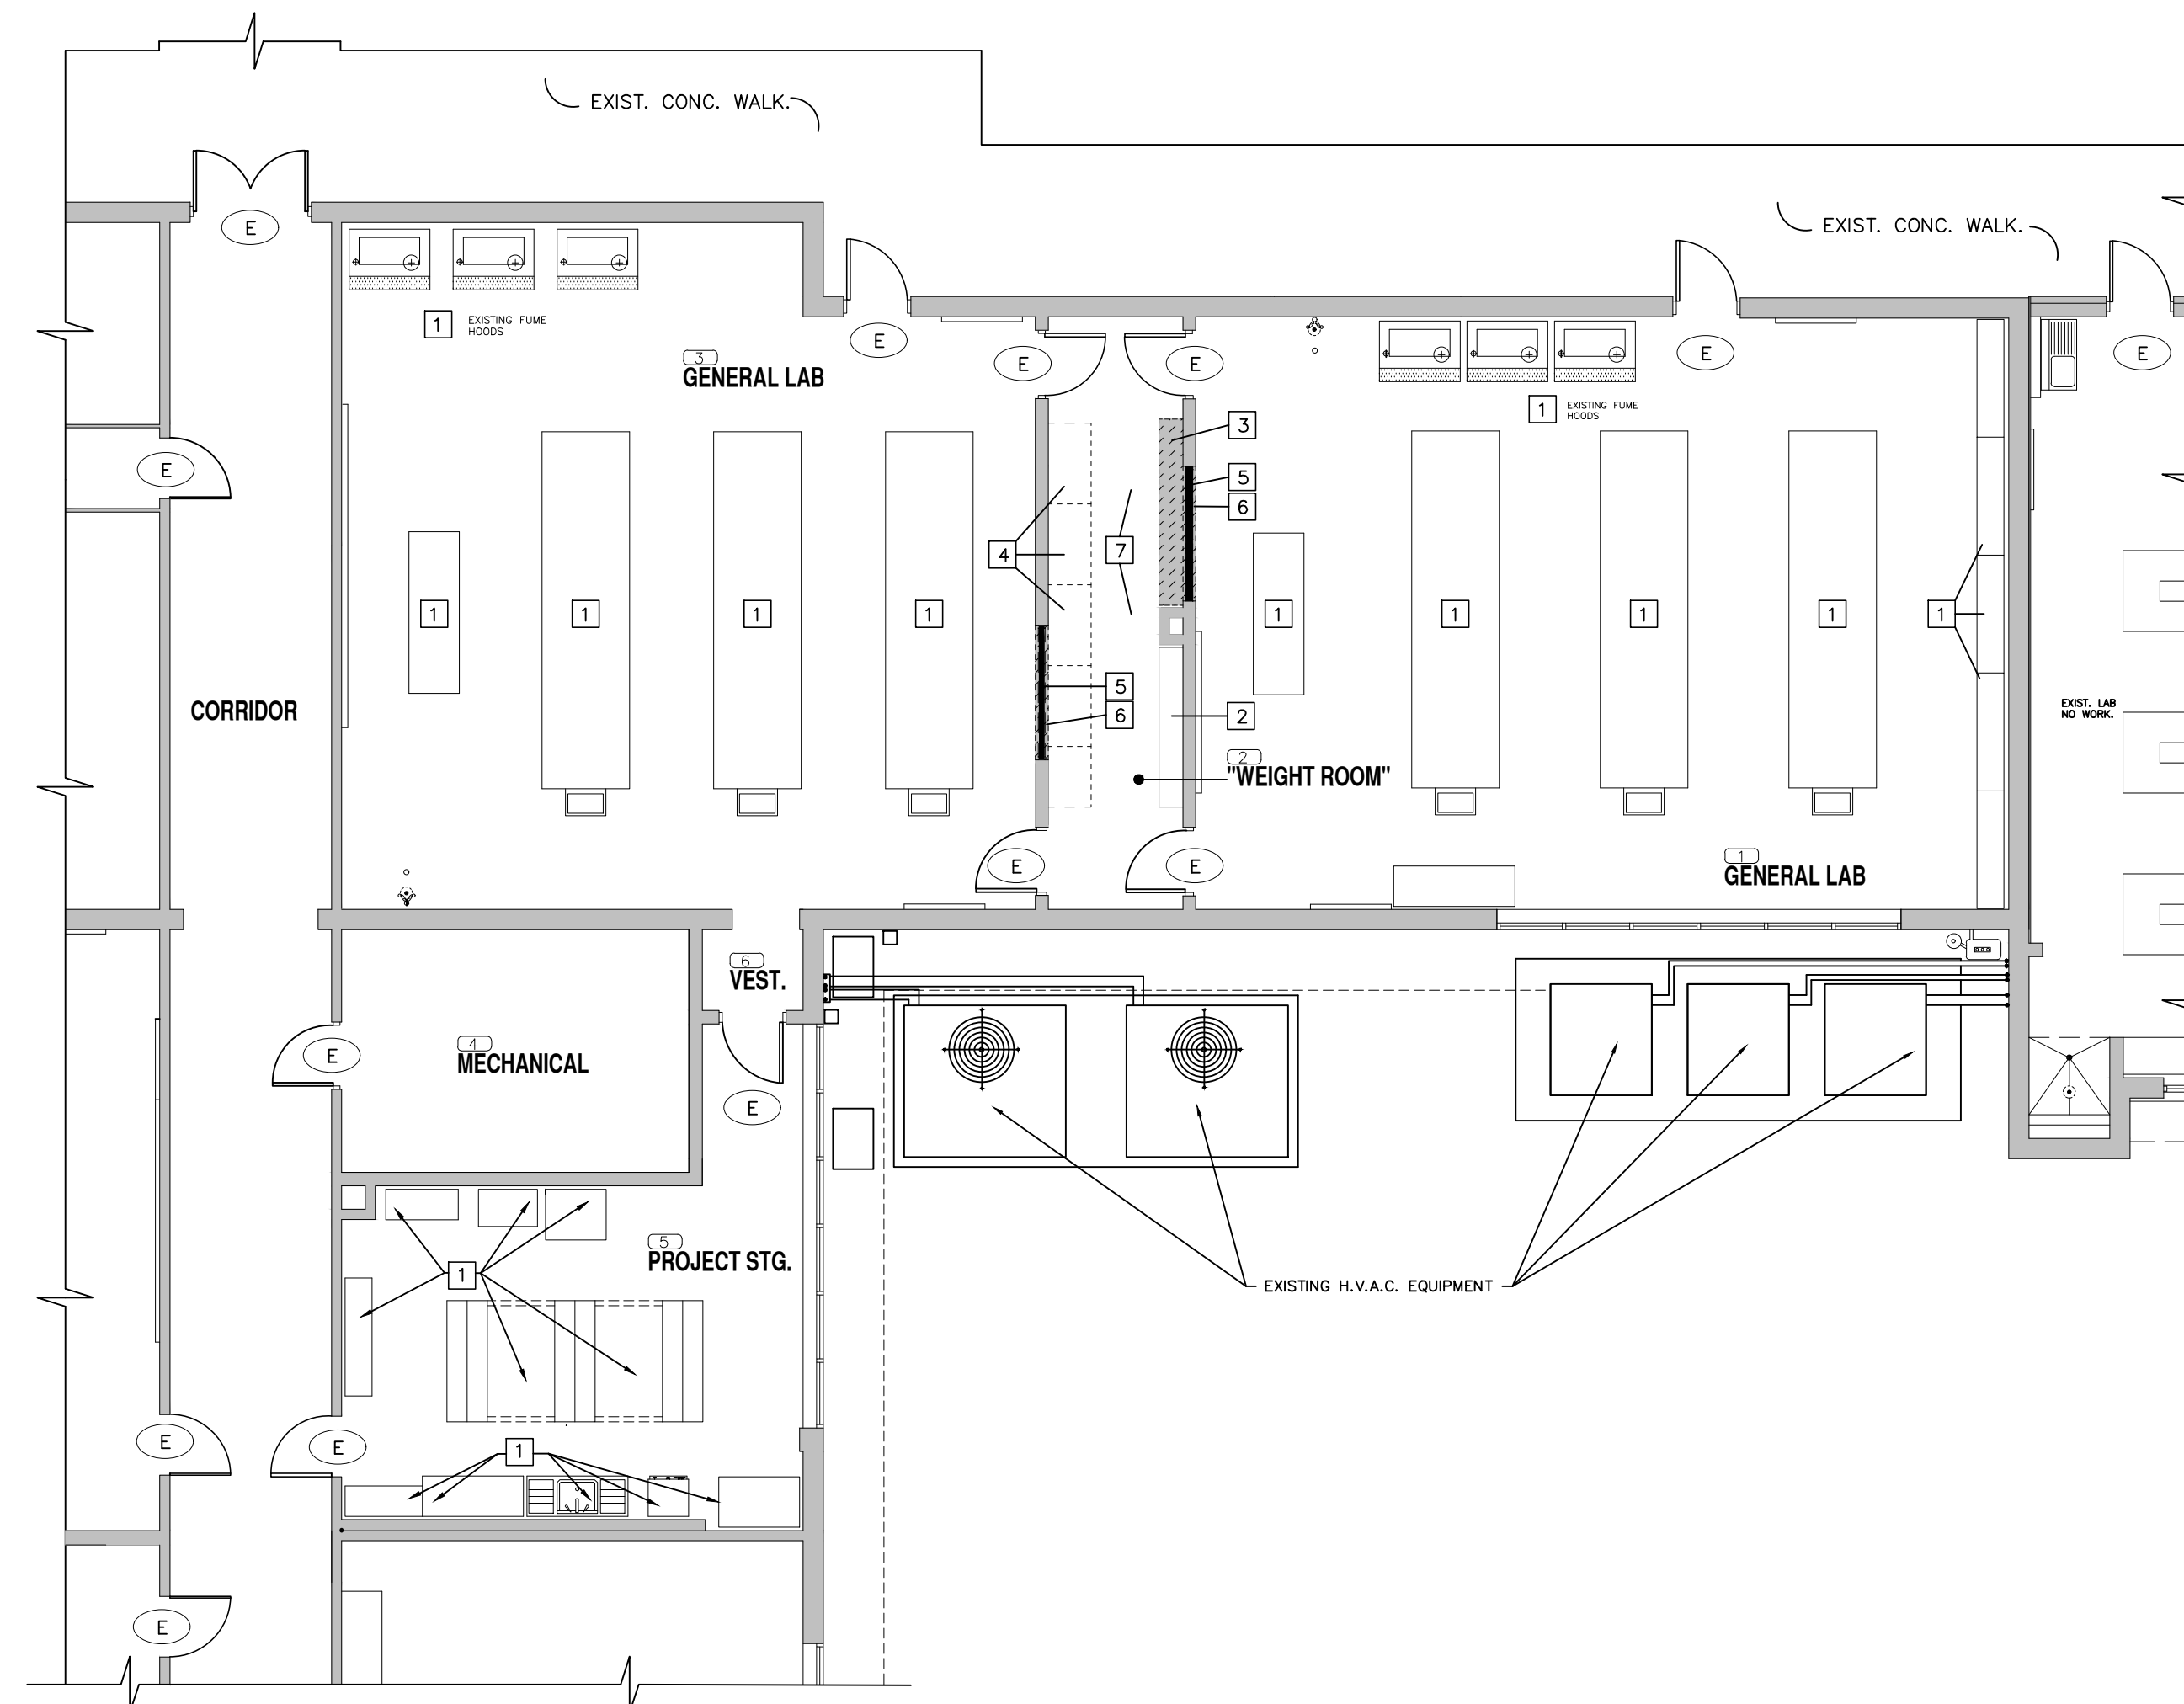 EXIST. CONC. WALK.
EXIST. CONC. WALK.
E
E
E
E
E
E
E
1 EXISTING FUME
HOODS
3
GENERAL LAB
1 EXISTING FUME
HOODS
3
E
5
6
4
7
1
1
1
1
1
1
1
1
1
5
6
2
CORRIDOR
EXIST. LAB
NO WORK.
2
"WEIGHT ROOM"
E
E
1
GENERAL LAB
6
VEST.
4
MECHANICAL
E
E
5
PROJECT STG.
1
EXISTING H.V.A.C. EQUIPMENT
E
E
1
E